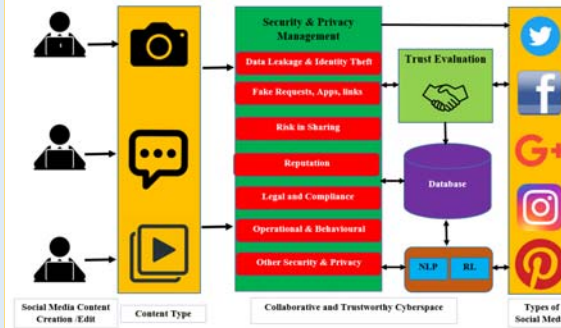 Security & Privacy
Management
Data Leakage & Identity Theft
Fake Requests, Apps, links
Risk in Sharing
Reputation
Legal and Compliance
Operational & Behavioural
Other Security & Privacy
Trust Evaluation
Database
NLP
RL
G+
Social Media Content
Creation /Edit
Content Type
Collaborative and Trustworthy Cyberspace
Types of
Social Med